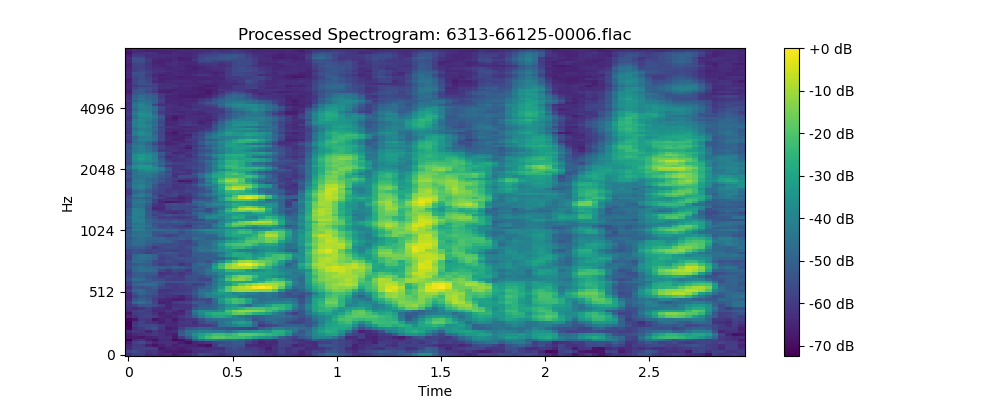 Processed Spectrogram: 6313-66125-0006.flac
Hz
4096
2048
1024
512
0
0 0.5 1 1.5 2 2.5
Time
+0 dB
-10 dB
-20 dB
-30 dB
-40 dB
-50 dB
-60 dB
-70 dB